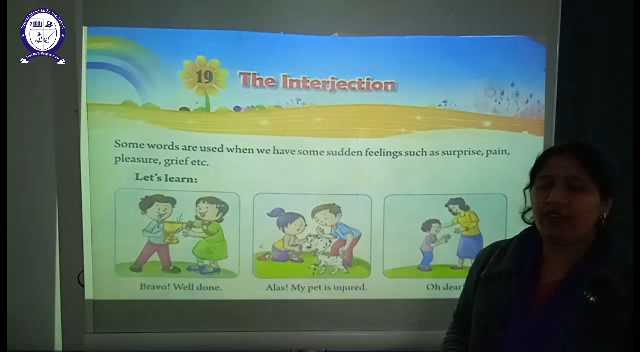 19
The Interjection
Some words are used when we have some sudden feelings such as surprise, pain,
pleasure, grief etc.
Let's learn:
Bravo! Well done.
Alas! My pet is injured.
Oh dear